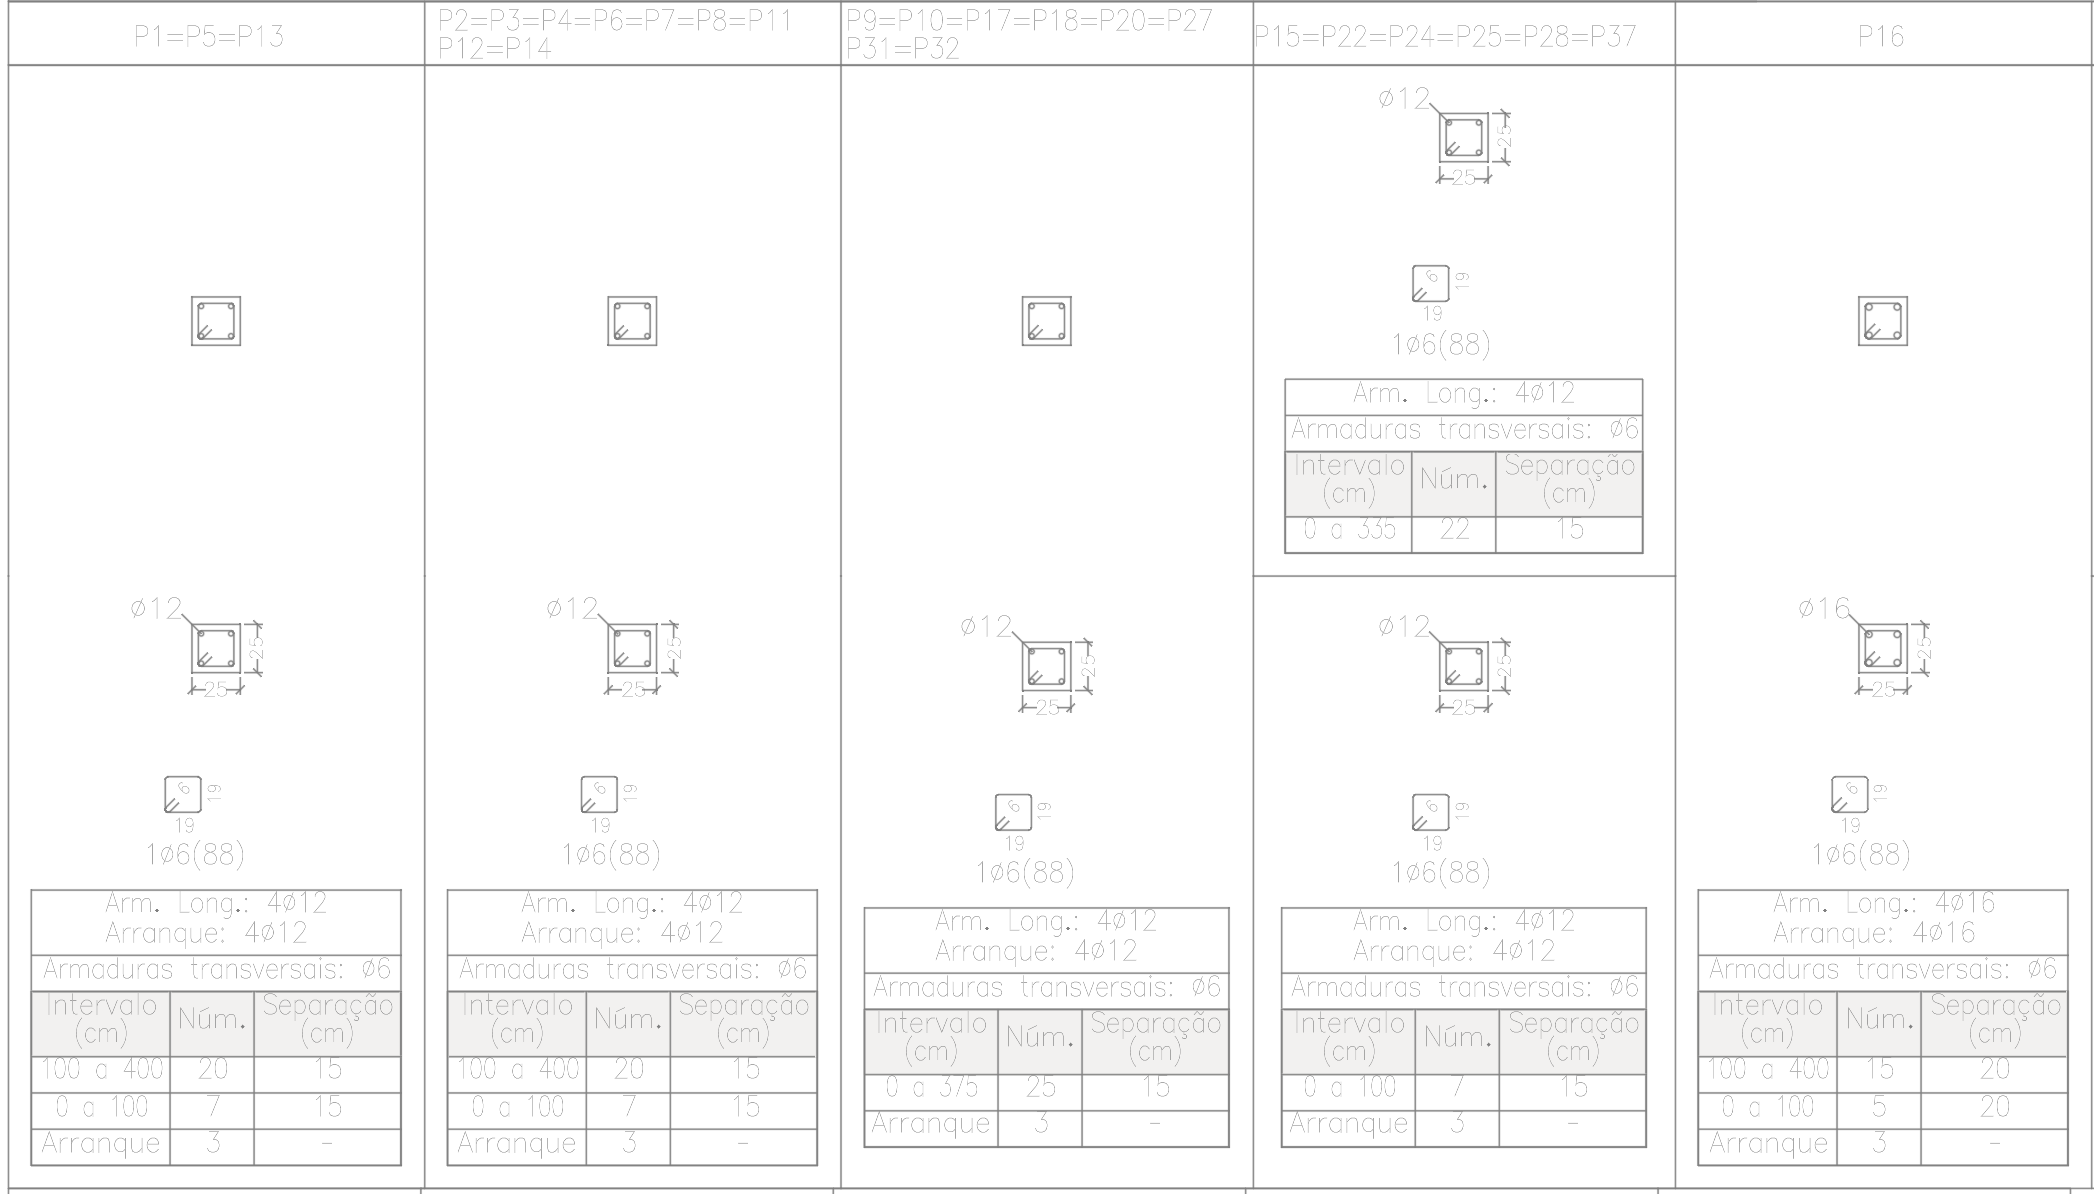 P1=P5=P13
P2=P3=P4=P6=P7=P8=P11
P12=P14
P9=P10=P17=P18=P20=P27
P31=P32
P15=P22=P24=P25=P28=P37
P16
ø12
25
25
6
19
19
1ø6(88)
Arm. Long.: 4ø12
Armaduras transversais: ø6
Intervalo (cm) Núm. Separação (cm)
0 a 335 22 15
ø12
25
25
6
19
19
1ø6(88)
Arm. Long.: 4ø12
Arranque: 4ø12
Armaduras transversais: ø6
Intervalo (cm) Núm. Separação (cm)
100 a 400 20 15
0 a 100 7 15
Arranque 3 -
ø12
25
25
6
19
19
1ø6(88)
Arm. Long.: 4ø12
Arranque: 4ø12
Armaduras transversais: ø6
Intervalo (cm) Núm. Separação (cm)
100 a 400 20 15
0 a 100 7 15
Arranque 3 -
ø12
25
25
6
19
19
1ø6(88)
Arm. Long.: 4ø12
Arranque: 4ø12
Armaduras transversais: ø6
Intervalo (cm) Núm. Separação (cm)
0 a 375 25 15
Arranque 3 -
ø12
25
25
6
19
19
1ø6(88)
Arm. Long.: 4ø12
Arranque: 4ø12
Armaduras transversais: ø6
Intervalo (cm) Núm. Separação (cm)
0 a 100 7 15
Arranque 3 -
ø16
25
25
6
19
19
1ø6(88)
Arm. Long.: 4ø16
Arranque: 4ø16
Armaduras transversais: ø6
Intervalo (cm) Núm. Separação (cm)
100 a 400 15 20
0 a 100 5 20
Arranque 3 -